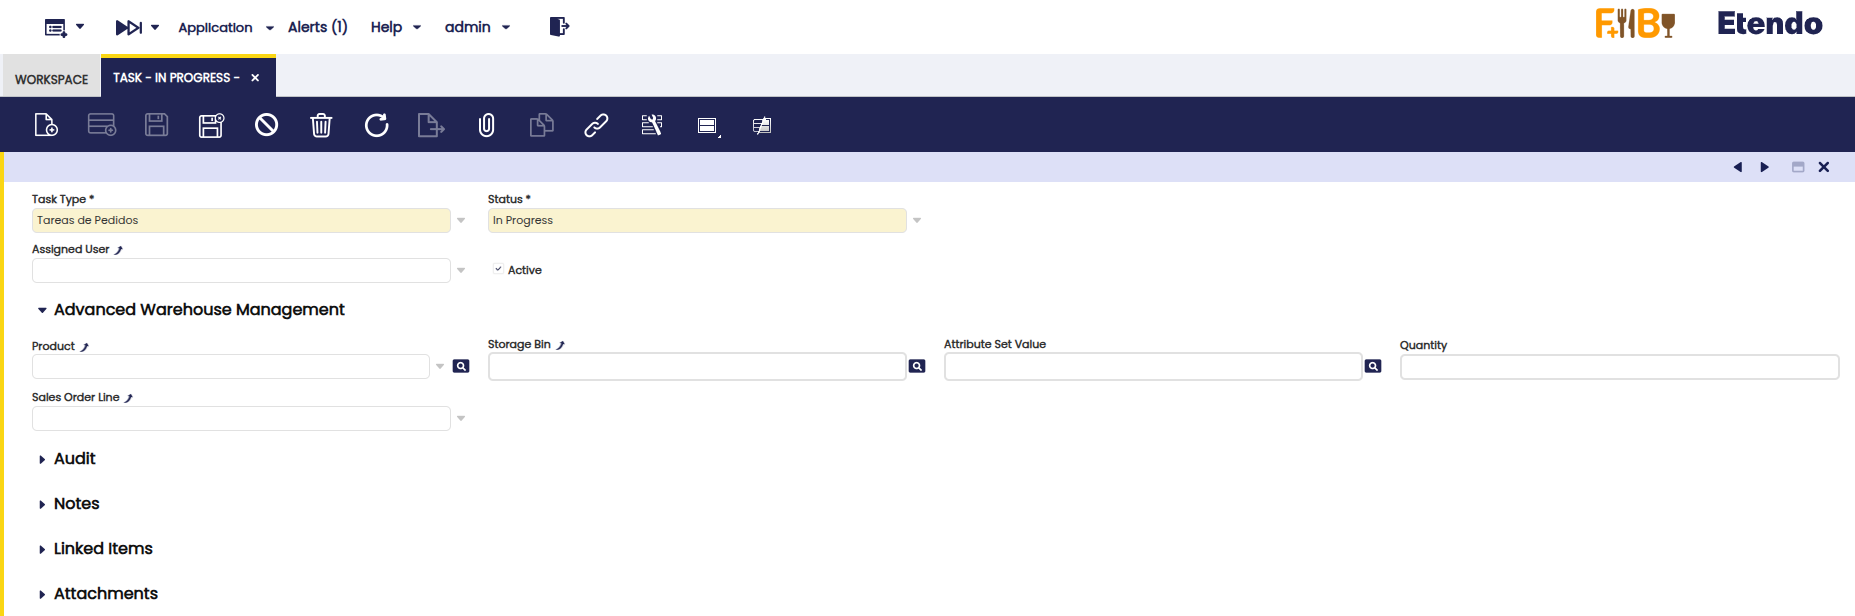 Application Alerts (1) Help admin
F+B Etendo
WORKSPACE TASK - IN PROGRESS -
Task Type * Status *
Tareas de Pedidos In Progress
Assigned User
Active
Advanced Warehouse Management
Product Storage Bin Attribute Set Value Quantity
Sales Order Line
Audit
Notes
Linked Items
Attachments